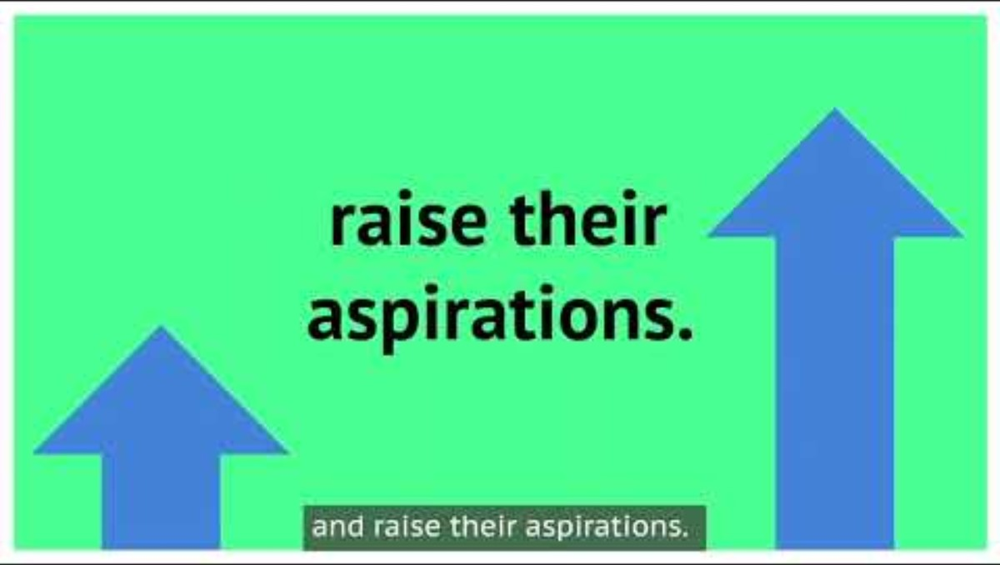 raise their
aspirations.
and raise their aspirations.